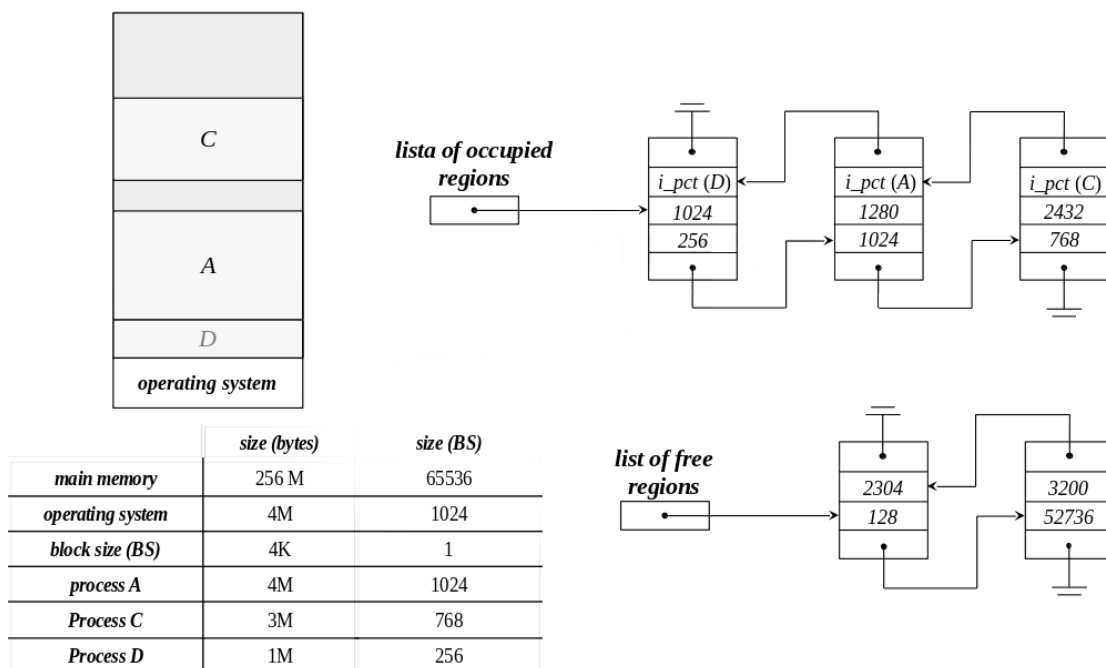 C
A
D
operating system
lista of occupied
regions
i_pct (D)
1024
256
i_pct (A)
1280
1024
i_pct (C)
2432
768
list of free
regions
2304
128
3200
52736
size (bytes) size (BS)
main memory 256 M 65536
operating system 4M 1024
block size (BS) 4K 1
process A 4M 1024
Process C 3M 768
Process D 1M 256